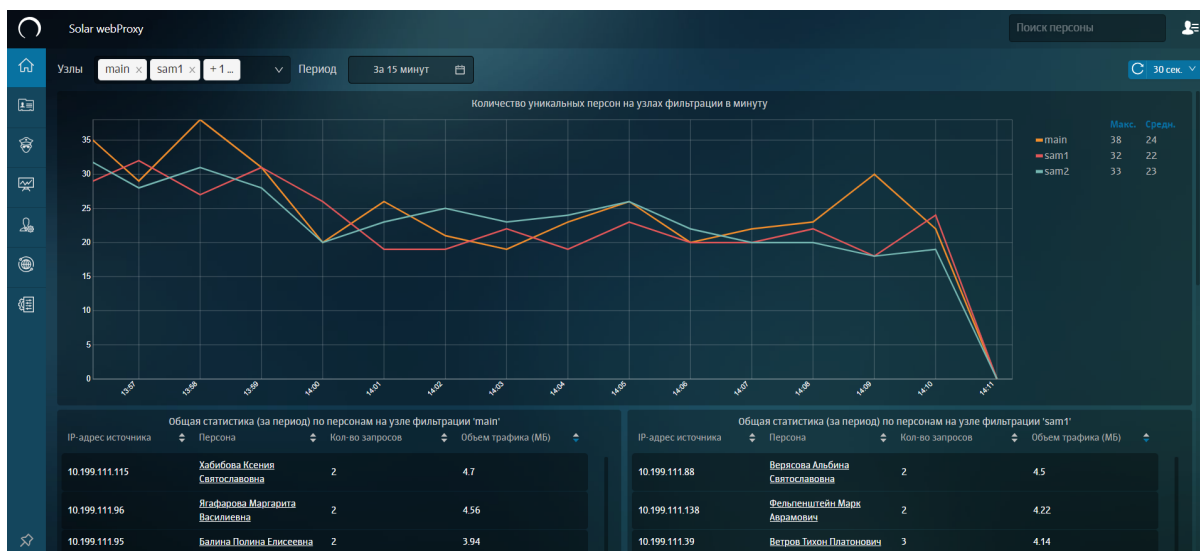 Solar webProxy
Поиск персоны
Узлы main × sam1 × + 1 ... Период За 15 минут 30 сек.
Количество уникальных персон на узлах фильтрации в минуту
Макс. Средн.
main 38 24
sam1 32 22
sam2 33 23
35
30
25
20
15
10
5
0
13:57 13:58 13:59 14:00 14:01 14:02 14:03 14:04 14:05 14:06 14:07 14:08 14:09 14:10 14:11
Общая статистика (за период) по персонам на узле фильтрации 'main'
IP-адрес источника Персона Кол-во запросов Объем трафика (МБ)
10.199.111.115 Хабибова Ксения 2 4.7
Святославовна
10.199.111.96 Ягафарова Маргарита 2 4.56
Василиевна
10.199.111.95 Балина Полина Елисеевна 2 3.94
Общая статистика (за период) по персонам на узле фильтрации 'sam1'
IP-адрес источника Персона Кол-во запросов Объем трафика (МБ)
10.199.111.88 Верясова Альбина 2 4.5
Святославовна
10.199.111.138 Фельпенштейн Марк 2 4.22
Аврамович
10.199.111.39 Ветров Тихон Платонович 3 4.14